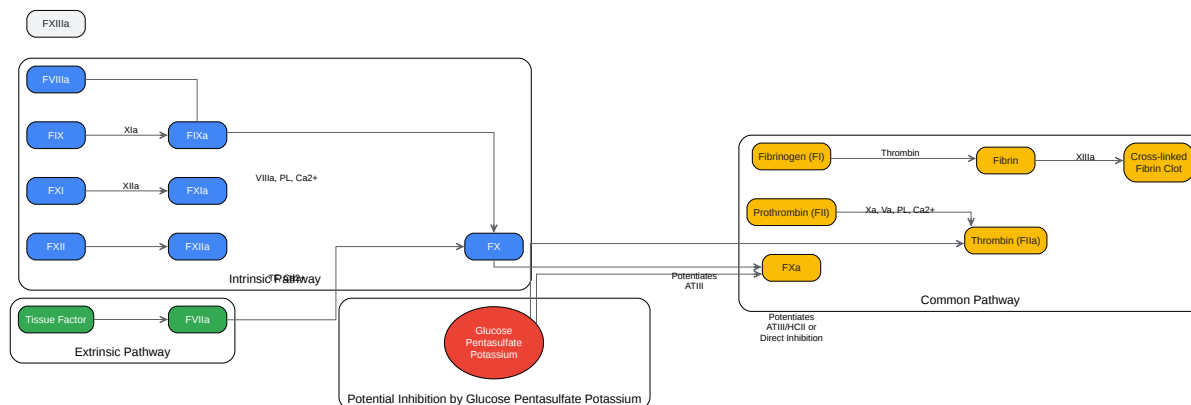 FXIIIa
FVIIIa
FIX
XIa
FIXa
VIIIa, PL, Ca2+
FXI
XIIa
FXIa
FXII
FXIIa
FX
TF, Ca2+
Intrinsic Pathway
Tissue Factor
FVIIa
Extrinsic Pathway
Glucose
Pentasulfate
Potassium
Potential Inhibition by Glucose Pentasulfate Potassium
Potentiates
ATIII
Potentiates
ATIII/HCII or
Direct Inhibition
Fibrinogen (FI)
Thrombin
Fibrin
XIIIa
Cross-linked
Fibrin Clot
Prothrombin (FII)
Xa, Va, PL, Ca2+
Thrombin (FIIa)
FXa
Common Pathway